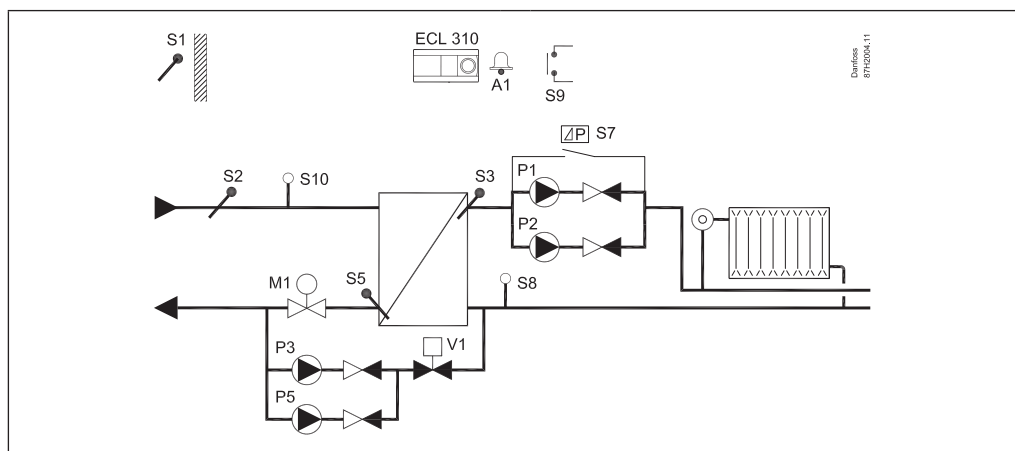 S1
ECL 310
A1
S9
Danfoss
87H2004.11
⊿P S7
S2
S10
S3
P1
P2
M1
S5
S8
P3
V1
P5